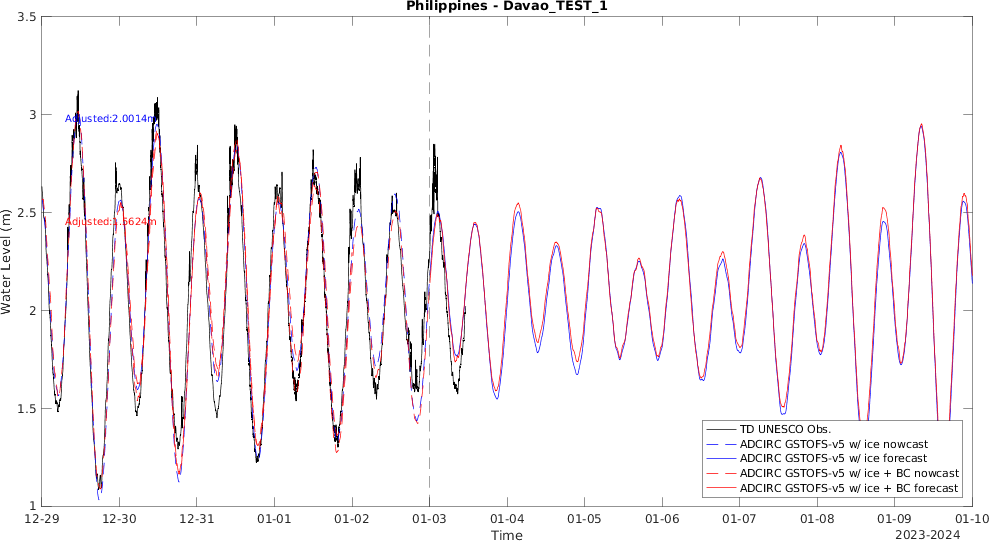 Philippines - Davao_TEST_1
3.5
3
2.5
2
1.5
1
Water Level (m)
Adjusted:2.0014m
Adjusted:1.5624m
TD UNESCO Obs.
ADCIRC GSTOFS-v5 w/ ice nowcast
ADCIRC GSTOFS-v5 w/ ice forecast
ADCIRC GSTOFS-v5 w/ ice + BC nowcast
ADCIRC GSTOFS-v5 w/ ice + BC forecast
12-29 12-30 12-31 01-01 01-02 01-03 01-04 01-05 01-06 01-07 01-08 01-09 01-10
Time
2023-2024